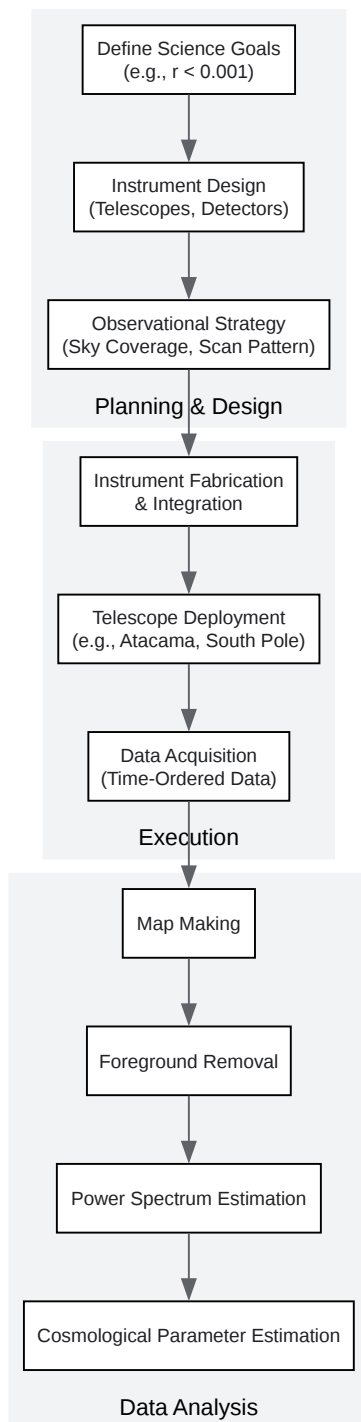 Define Science Goals
(e.g., r < 0.001)
Instrument Design
(Telescopes, Detectors)
Observational Strategy
(Sky Coverage, Scan Pattern)
Planning & Design
Instrument Fabrication
& Integration
Telescope Deployment
(e.g., Atacama, South Pole)
Data Acquisition
(Time-Ordered Data)
Execution
Map Making
Foreground Removal
Power Spectrum Estimation
Cosmological Parameter Estimation
Data Analysis